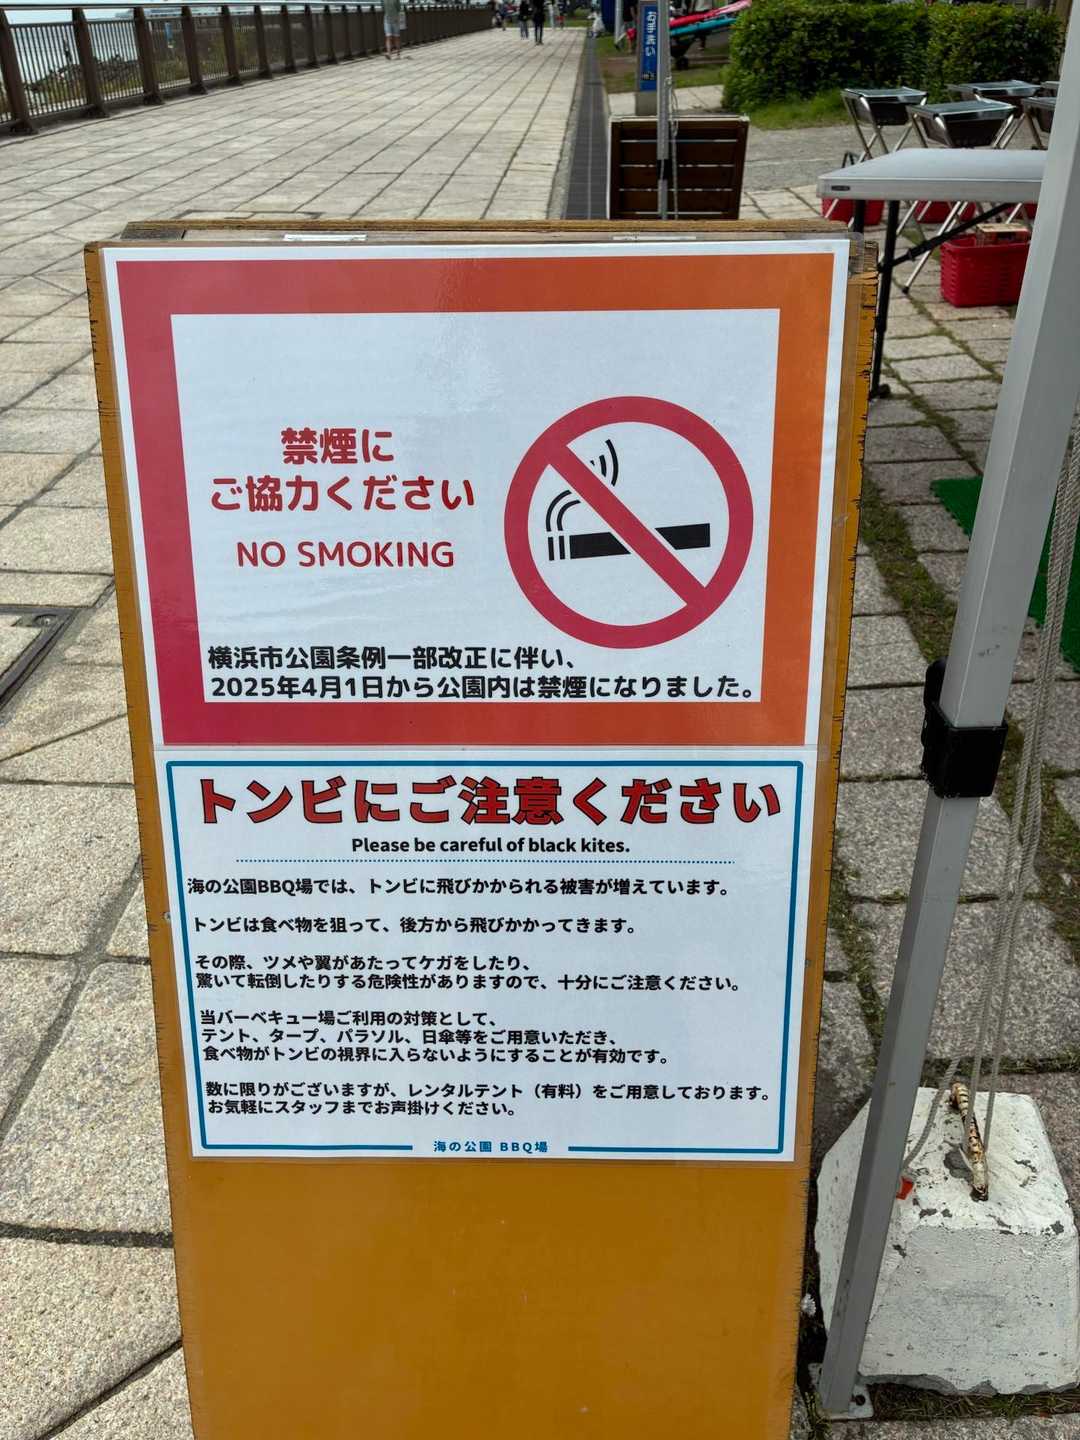 お手洗い
禁煙に
ご協力ください
NO SMOKING
横浜市公園条例一部改正に伴い、
2025年4月1日から公園内は禁煙になりました。
トンビにご注意ください
Please be careful of black kites.
海の公園BBQ場では、トンビに飛びかかられる被害が増えています。
トンビは食べ物を狙って、後方から飛びかかってきます。
その際、ツメや翼があたってケガをしたり、
驚いて転倒したりする危険性がありますので、十分にご注意ください。
当バーベキュー場ご利用の対策として、
テント、タープ、パラソル、日傘等をご用意いただき、
食べ物がトンビの視界に入らないようにすることが有効です。
数に限りがございますが、レンタルテント（有料）をご用意しております。
お気軽にスタッフまでお声掛けください。
海の公園 BBQ場